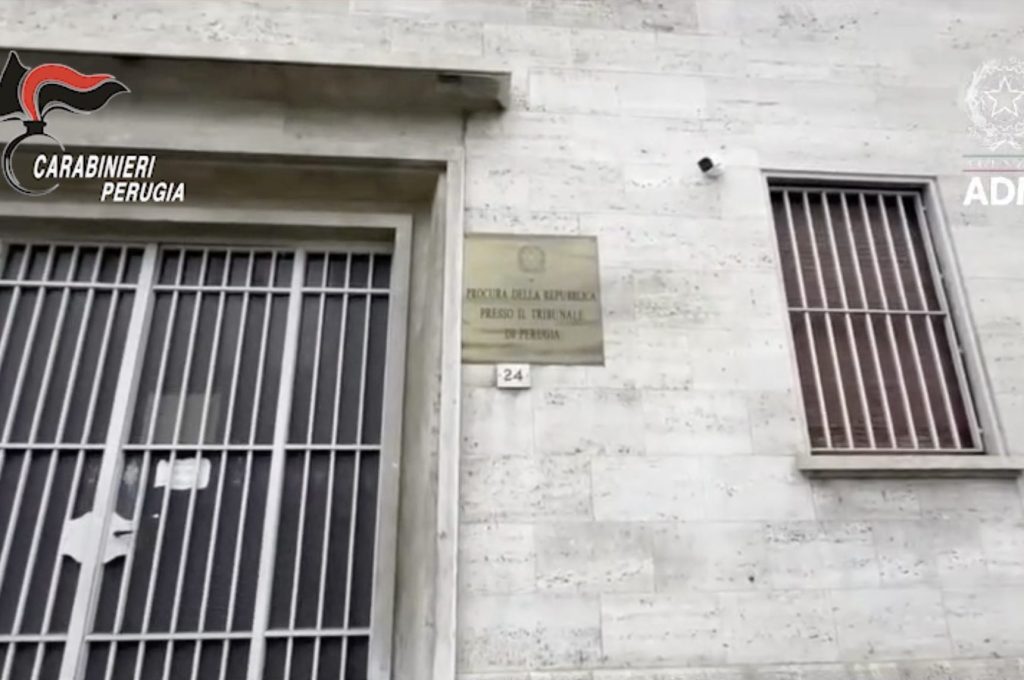 CARABINIERI
PERUGIA
PROCURA DELLA REPUBBLICA
PRESSO IL TRIBUNALE
DI PERUGIA
24